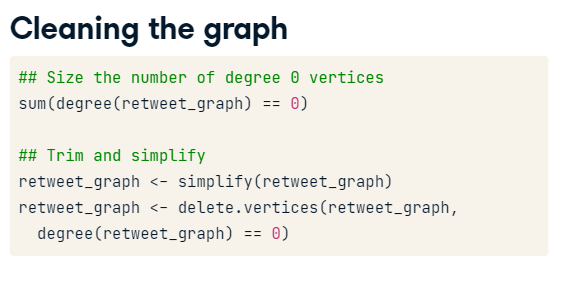 Cleaning the graph
## Size the number of degree 0 vertices
sum(degree(retweet_graph) == 0)
## Trim and simplify
retweet_graph <- simplify(retweet_graph)
retweet_graph <- delete.vertices(retweet_graph,
degree(retweet_graph) == 0)